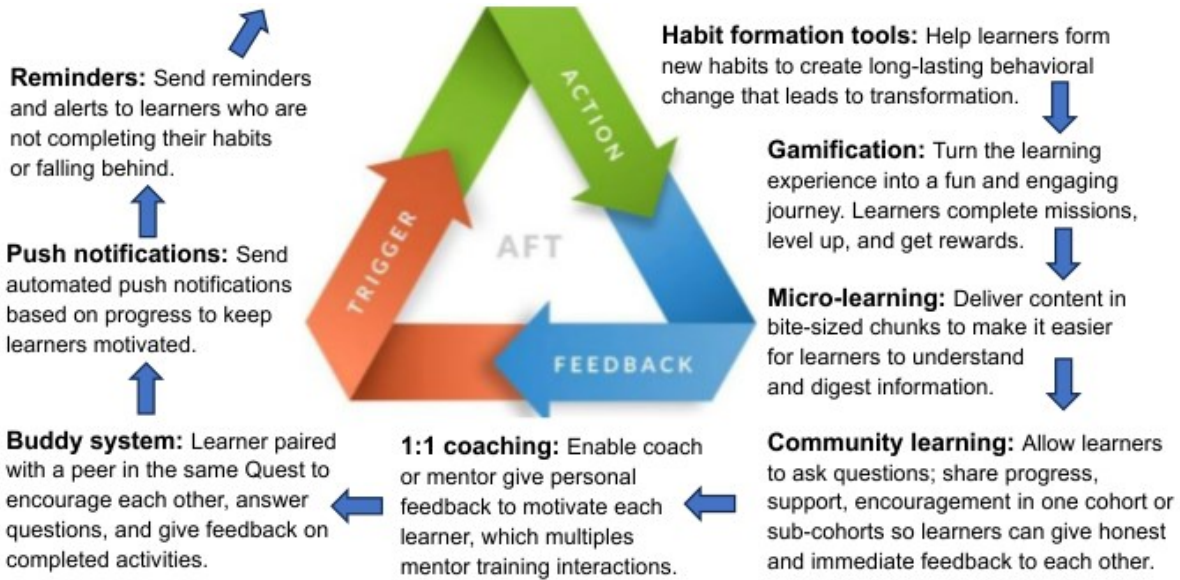 Habit formation tools: Help learners form
new habits to create long-lasting behavioral
change that leads to transformation.
Gamification: Turn the learning
experience into a fun and engaging
journey. Learners complete missions,
level up, and get rewards.
Micro-learning: Deliver content in
bite-sized chunks to make it easier
for learners to understand
and digest information.
Community learning: Allow learners
to ask questions; share progress,
support, encouragement in one cohort or
sub-cohorts so learners can give honest
and immediate feedback to each other.
1:1 coaching: Enable coach
or mentor give personal
feedback to motivate each
learner, which multiples
mentor training interactions.
Buddy system: Learner paired
with a peer in the same Quest to
encourage each other, answer
questions, and give feedback on
completed activities.
Push notifications: Send
automated push notifications
based on progress to keep
learners motivated.
Reminders: Send reminders
and alerts to learners who are
not completing their habits
or falling behind.
ACTION
FEEDBACK
TRIGGER
AFT